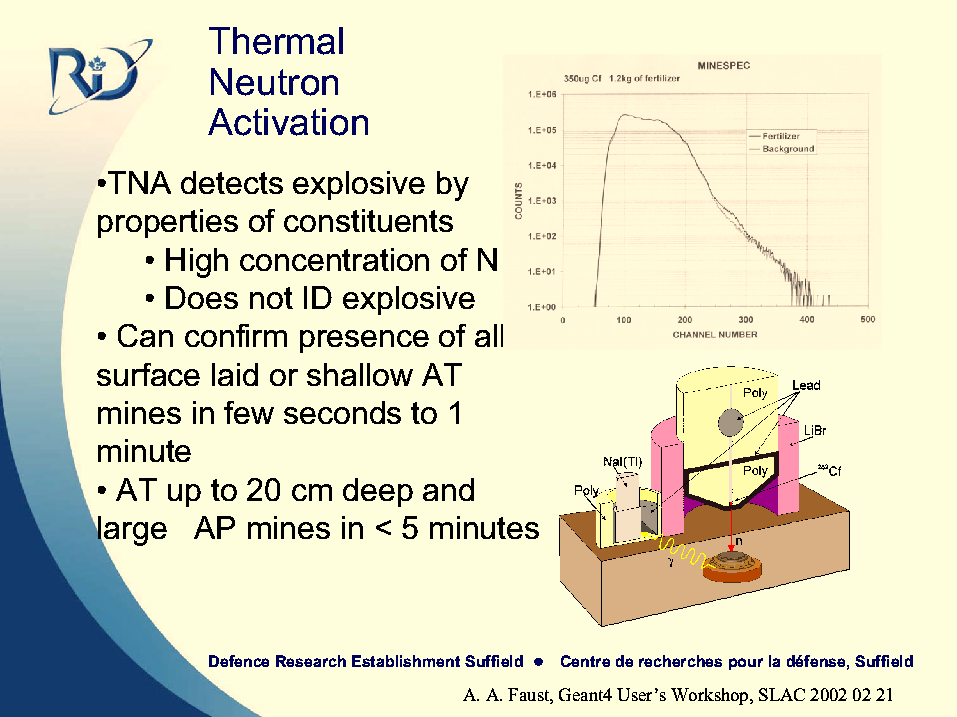 RD
Thermal
Neutron
Activation
•TNA detects explosive by
properties of constituents
• High concentration of N
• Does not ID explosive
• Can confirm presence of all
surface laid or shallow AT
mines in few seconds to 1
minute
• AT up to 20 cm deep and
large AP mines in < 5 minutes
MINESPEC
350ug Cf 1.2kg of fertilizer
1.E+06
1.E+05
1.E+04
1.E+03
1.E+02
1.E+01
1.E+00
COUNTS
Fertilizer
Background
0 100 200 300 400 500
CHANNEL NUMBER
Poly
Lead
LiBr
NaI(Tl)
Poly
Cf
Poly
n
γ
Defence Research Establishment Suffield ● Centre de recherches pour la défense, Suffield
A. A. Faust, Geant4 User's Workshop, SLAC 2002 02 21